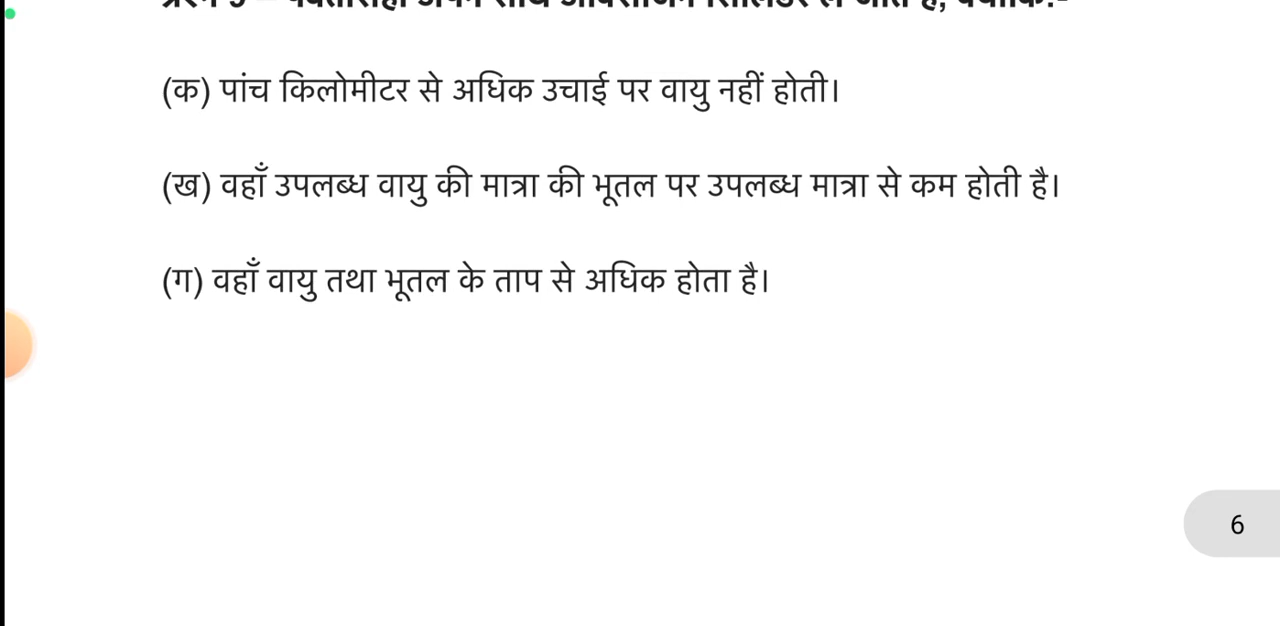 (क) पांच किलोमीटर से अधिक उचाई पर वायु नहीं होती।
(ख) वहाँ उपलब्ध वायु की मात्रा की भूतल पर उपलब्ध मात्रा से कम होती है।
(ग) वहाँ वायु तथा भूतल के ताप से अधिक होता है।
6